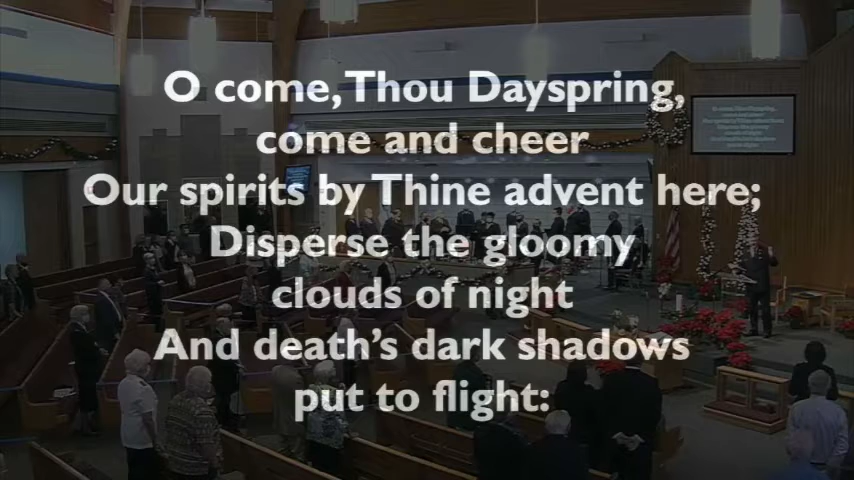 O come, Thou Dayspring,
come and cheer
Our spirits by Thine advent here;
Disperse the gloomy
clouds of night
And death's dark shadows
put to flight: